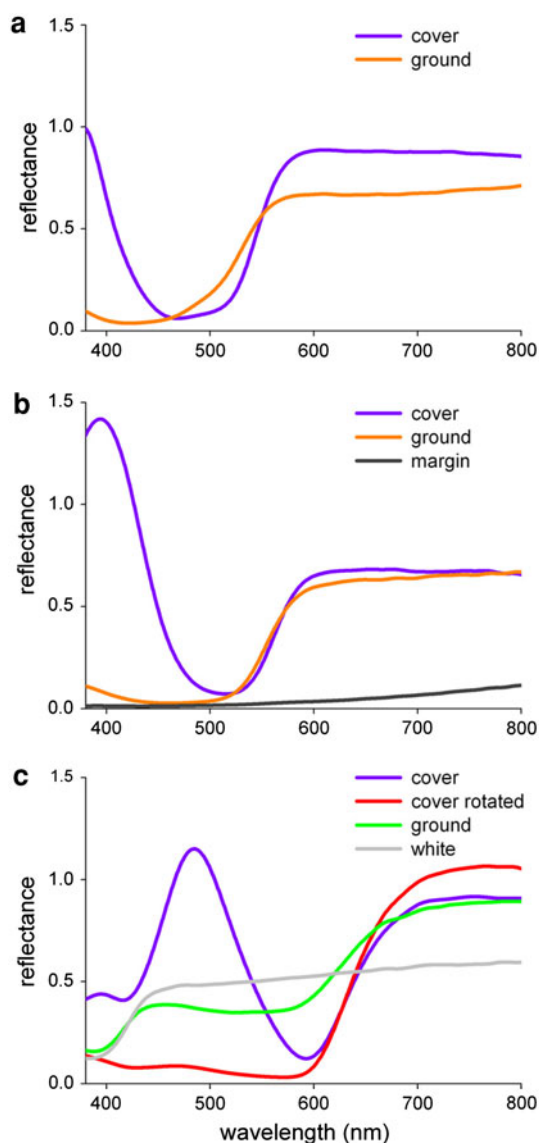 a
1.5
cover
ground
1.0
reflectance
0.5
0.0
400 500 600 700 800
b
1.5
cover
ground
margin
1.0
reflectance
0.5
0.0
400 500 600 700 800
c
1.5
cover
cover rotated
ground
white
1.0
reflectance
0.5
0.0
400 500 600 700 800
wavelength (nm)